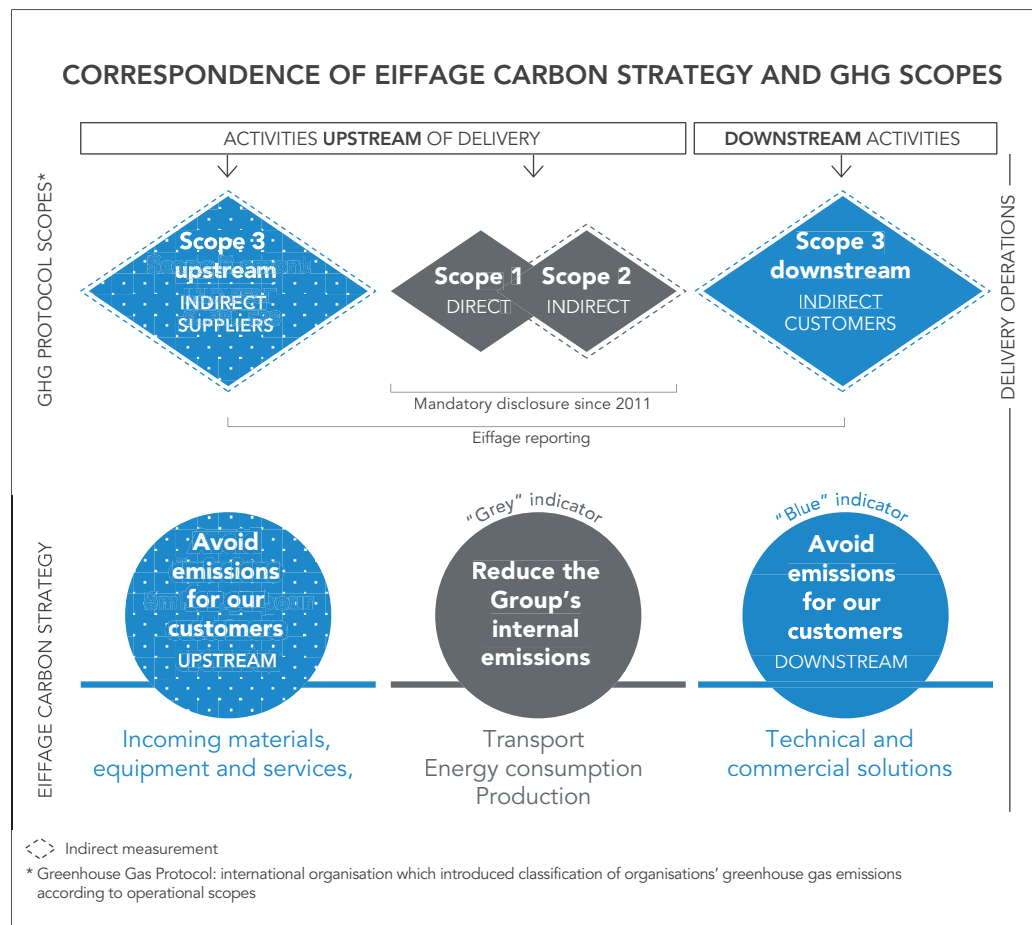 CORRESPONDENCE OF EIFFAGE CARBON STRATEGY AND GHG SCOPES
ACTIVITIES UPSTREAM OF DELIVERY
DOWNSTREAM ACTIVITIES
GHG PROTOCOL SCOPES*
Scope 3
upstream
INDIRECT
SUPPLIERS
Scope 1
DIRECT
Scope 2
INDIRECT
Scope 3
downstream
INDIRECT
CUSTOMERS
DELIVERY OPERATIONS
Mandatory disclosure since 2011
Eiffage reporting
EIFFAGE CARBON STRATEGY
Avoid
emissions
for our
customers
UPSTREAM
"Grey" indicator
Reduce the
Group's
internal
emissions
"Blue" indicator
Avoid
emissions
for our
customers
DOWNSTREAM
Incoming materials,
equipment and services,
Transport
Energy consumption
Production
Technical and
commercial solutions
Indirect measurement
* Greenhouse Gas Protocol: international organisation which introduced classification of organisations' greenhouse gas emissions
according to operational scopes